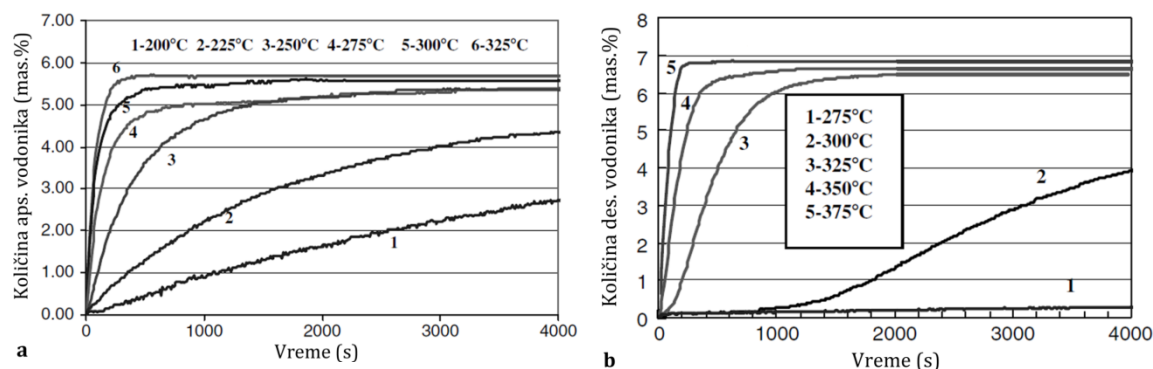 7.00
6.00
5.00
4.00
3.00
2.00
1.00
0.00
Količina aps. vodonika (mas.%)
1-200°C 2-225°C 3-250°C 4-275°C 5-300°C 6-325°C
6
5
4
3
2
1
0 1000 2000 3000 4000
Vreme (s)
a
8
7
6
5
4
3
2
1
0
Količina des. vodonika (mas.%)
5
4
3
2
1
1-275°C
2-300°C
3-325°C
4-350°C
5-375°C
0 1000 2000 3000 4000
Vreme (s)
b